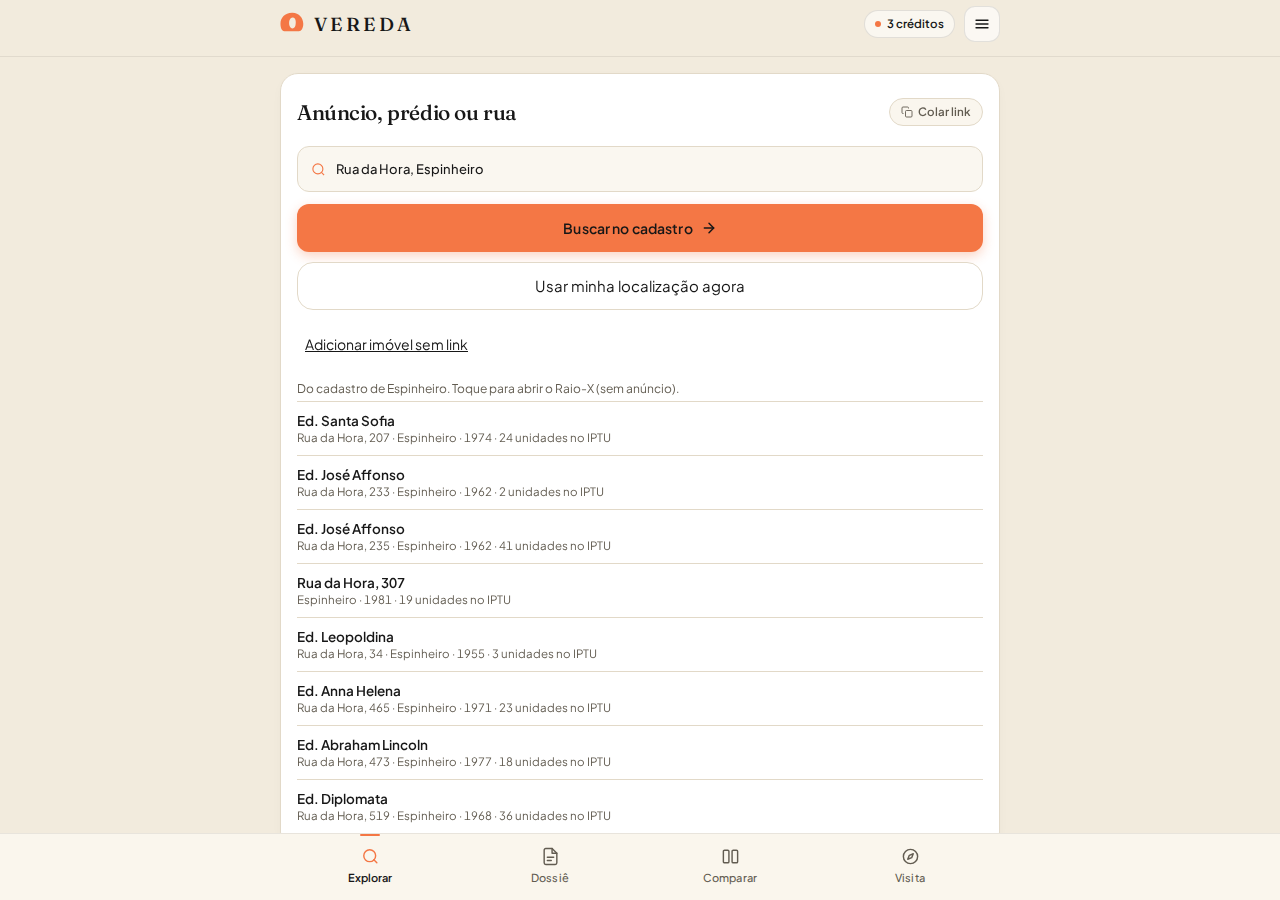 VEREDA
3 créditos
Anúncio, prédio ou rua
Colar link
Rua da Hora, Espinheiro
Buscar no cadastro
Usar minha localização agora
Adicionar imóvel sem link
Do cadastro de Espinheiro. Toque para abrir o Raio-X (sem anúncio).
Ed. Santa Sofia
Rua da Hora, 207 · Espinheiro · 1974 · 24 unidades no IPTU
Ed. José Affonso
Rua da Hora, 233 · Espinheiro · 1962 · 2 unidades no IPTU
Ed. José Affonso
Rua da Hora, 235 · Espinheiro · 1962 · 41 unidades no IPTU
Rua da Hora, 307
Espinheiro · 1981 · 19 unidades no IPTU
Ed. Leopoldina
Rua da Hora, 34 · Espinheiro · 1955 · 3 unidades no IPTU
Ed. Anna Helena
Rua da Hora, 465 · Espinheiro · 1971 · 23 unidades no IPTU
Ed. Abraham Lincoln
Rua da Hora, 473 · Espinheiro · 1977 · 18 unidades no IPTU
Ed. Diplomata
Rua da Hora, 519 · Espinheiro · 1968 · 36 unidades no IPTU
Explorar
Dossiê
Comparar
Visita